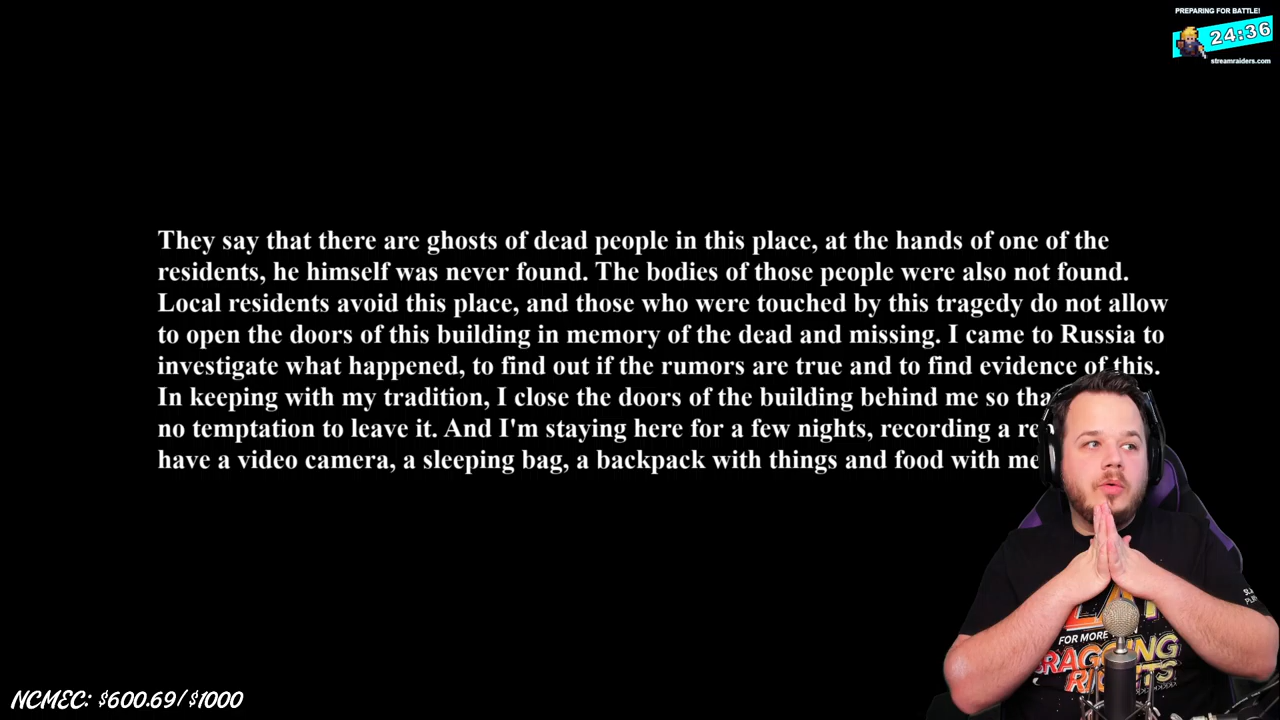 PREPARING FOR BATTLE!
24:36
streamraiders.com
They say that there are ghosts of dead people in this place, at the hands of one of the
residents, he himself was never found. The bodies of those people were also not found.
Local residents avoid this place, and those who were touched by this tragedy do not allow
to open the doors of this building in memory of the dead and missing. I came to Russia to
investigate what happened, to find out if the rumors are true and to find evidence of this.
In keeping with my tradition, I close the doors of the building behind me so
no temptation to leave it. And I'm staying here for a few nights, recording a
have a video camera, a sleeping bag, a backpack with things and food with me
FOR MORE
BRAGGING
RIGHTS
NCMEC: $600.69/$1000